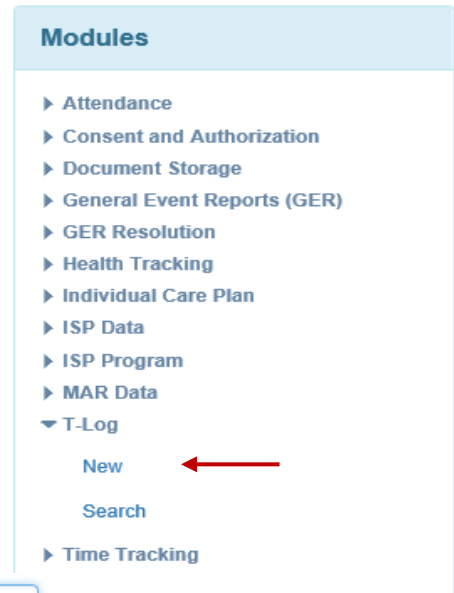 Modules
Attendance
Consent and Authorization
Document Storage
General Event Reports (GER)
GER Resolution
Health Tracking
Individual Care Plan
ISP Data
ISP Program
MAR Data
T-Log
New
Search
Time Tracking